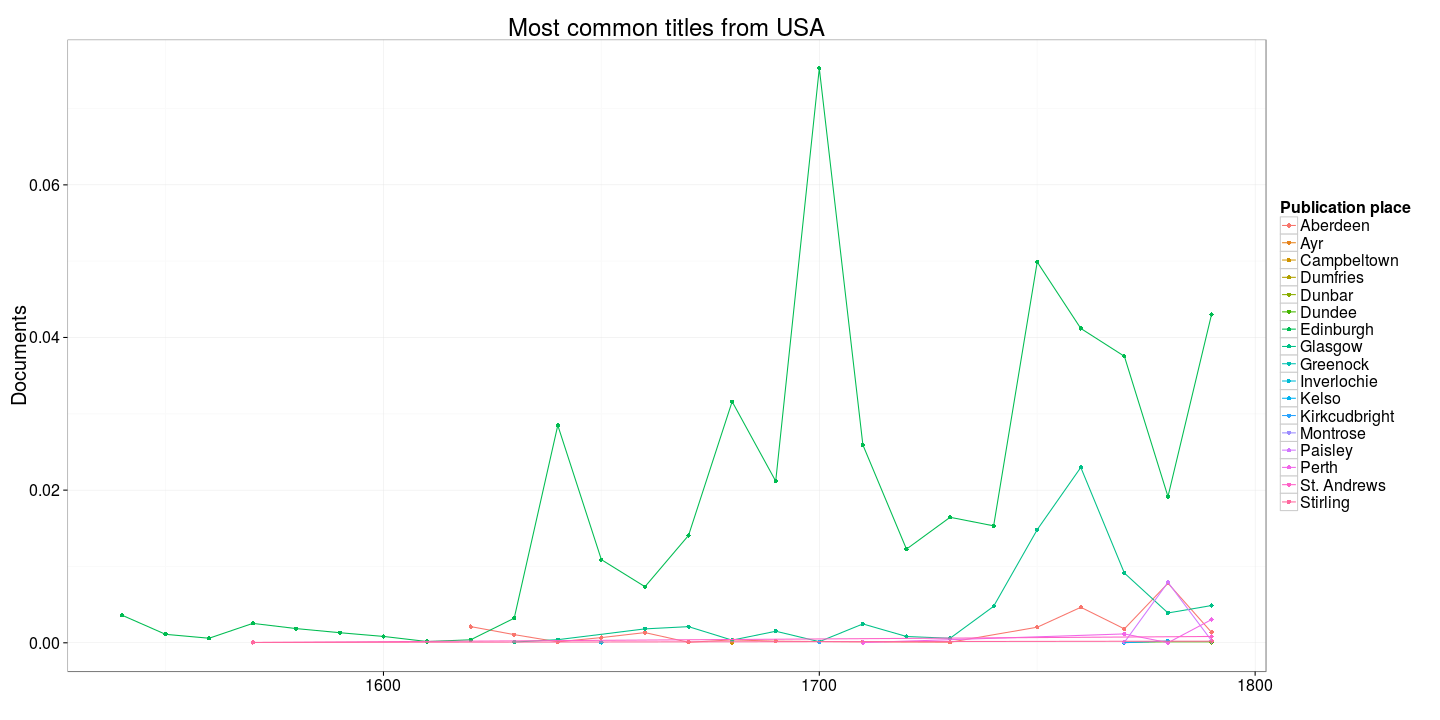 Most common titles from USA
Documents
0.06
0.04
0.02
0.00
1600
1700
1800
Publication place
Aberdeen
Ayr
Campbeltown
Dumfries
Dunbar
Dundee
Edinburgh
Glasgow
Greenock
Inverlochie
Kelso
Kirkcudbright
Montrose
Paisley
Perth
St. Andrews
Stirling